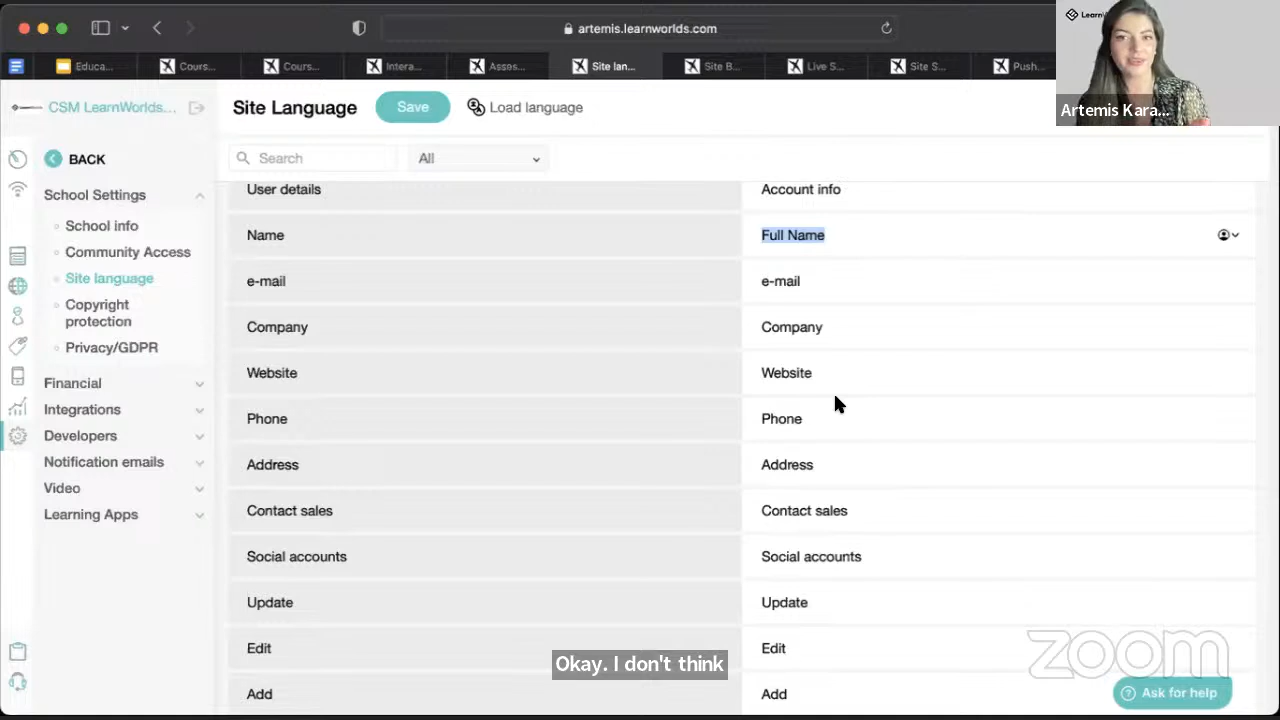 artemis.learnworlds.com
Educa...
Cours...
Cours...
Intera...
Asses...
Site lan...
Site B...
Live S...
Site S...
Push...
Artemis Kara...
CSM LearnWorlds...
Site Language
Save
Load language
BACK
Search
All
School Settings
School info
Community Access
Site language
Copyright
protection
Privacy/GDPR
Financial
Integrations
Developers
Notification emails
Video
Learning Apps
User details
Account info
Name
Full Name
e-mail
e-mail
Company
Company
Website
Website
Phone
Phone
Address
Address
Contact sales
Contact sales
Social accounts
Social accounts
Update
Update
Edit
Edit
Add
Add
Okay. I don't think
zoom
Ask for help